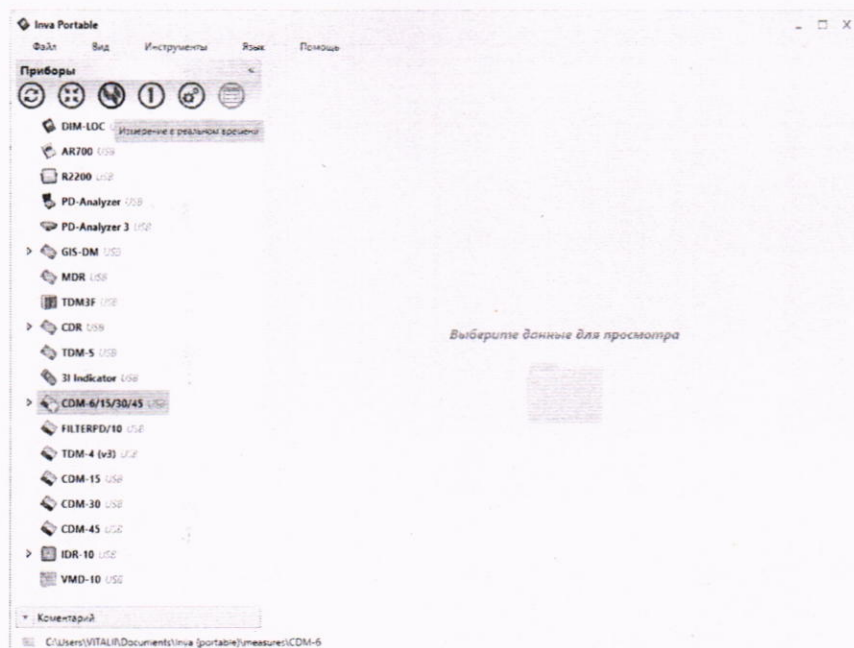 Inva Portable
Файл Вид Инструменты Язык Помощь
Приборы
DIM-LOC
Измерение в реальном времени
AR700 USB
R2200 USB
PD-Analyzer USB
PD-Analyzer 3 USB
GIS-DM USB
MDR USB
TDM3F USB
CDR USB
TDM-5 USB
3I Indicator USB
CDM-6/15/30/45 USB
FILTERPD/10 USB
TDM-4 (v3) USB
CDM-15 USB
CDM-30 USB
CDM-45 USB
IDR-10 USB
VMD-10 USB
Выберите данные для просмотра
Коментарий
C:\Users\VITALII\Documents\Inva (portable)\measures\CDM-6